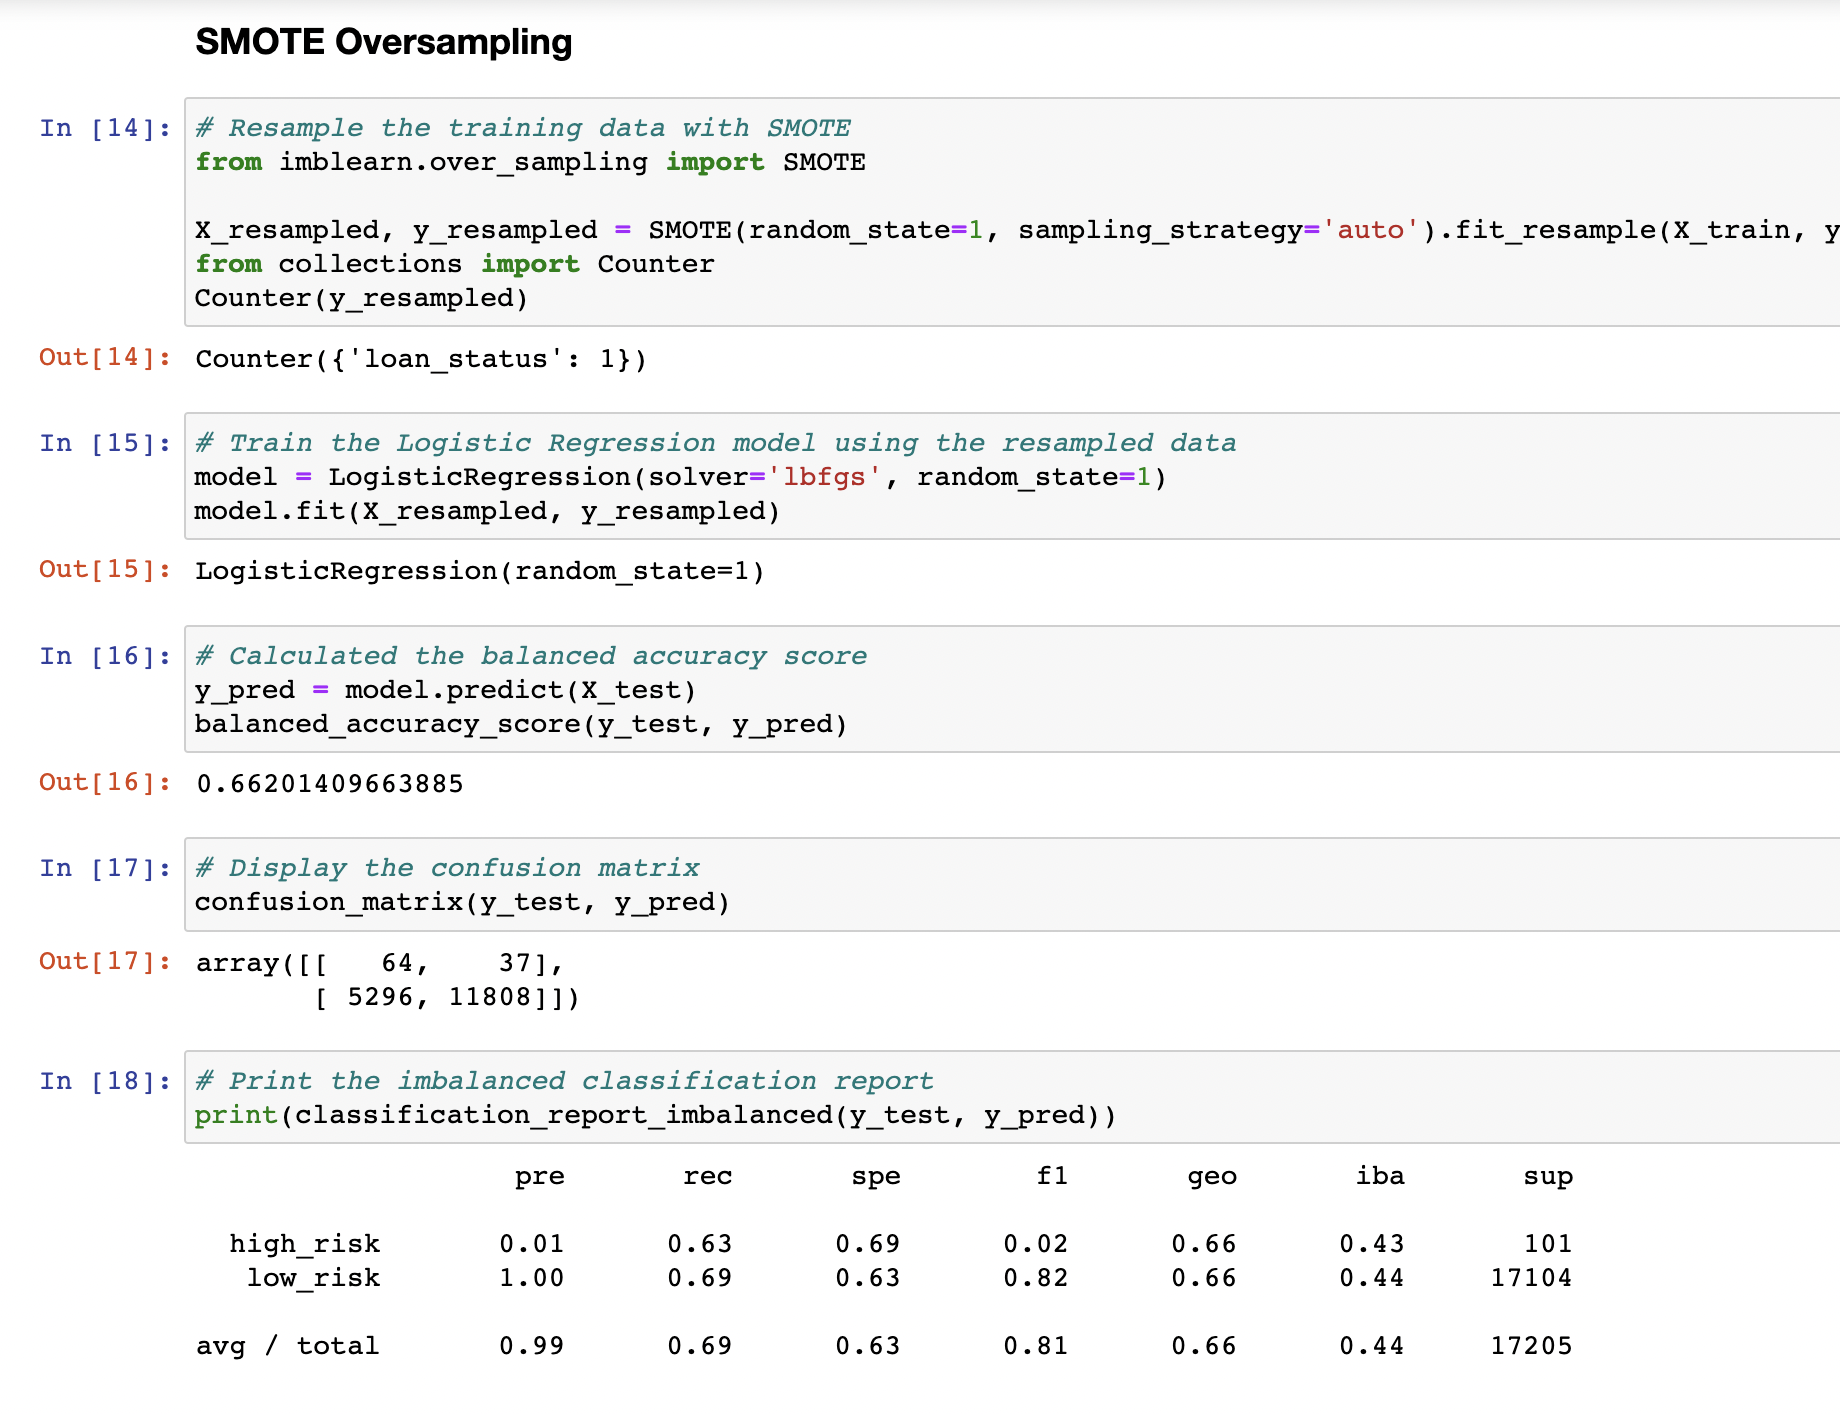 SMOTE Oversampling
In [14]:
# Resample the training data with SMOTE
from imblearn.over_sampling import SMOTE
X_resampled, y_resampled = SMOTE(random_state=1, sampling_strategy='auto').fit_resample(X_train, y
from collections import Counter
Counter(y_resampled)
Out[14]: Counter({'loan_status': 1})
In [15]:
# Train the Logistic Regression model using the resampled data
model = LogisticRegression(solver='lbfgs', random_state=1)
model.fit(X_resampled, y_resampled)
Out[15]: LogisticRegression(random_state=1)
In [16]:
# Calculated the balanced accuracy score
y_pred = model.predict(X_test)
balanced_accuracy_score(y_test, y_pred)
Out[16]: 0.66201409663885
In [17]:
# Display the confusion matrix
confusion_matrix(y_test, y_pred)
Out[17]: array([[   64,    37],
       [ 5296, 11808]])
In [18]:
# Print the imbalanced classification report
print(classification_report_imbalanced(y_test, y_pred))
pre rec spe f1 geo iba sup
high_risk 0.01 0.63 0.69 0.02 0.66 0.43 101
low_risk 1.00 0.69 0.63 0.82 0.66 0.44 17104
avg / total 0.99 0.69 0.63 0.81 0.66 0.44 17205